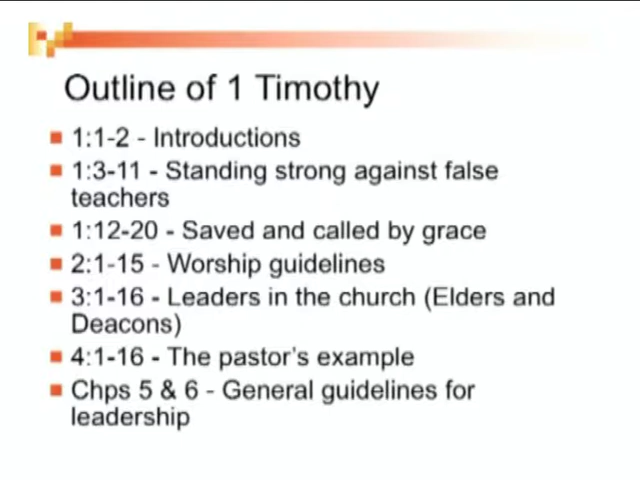 Outline of 1 Timothy
1:1-2 - Introductions
1:3-11 - Standing strong against false
teachers
1:12-20 - Saved and called by grace
2:1-15 - Worship guidelines
3:1-16 - Leaders in the church (Elders and
Deacons)
4:1-16 - The pastor's example
Chps 5 & 6 - General guidelines for
leadership